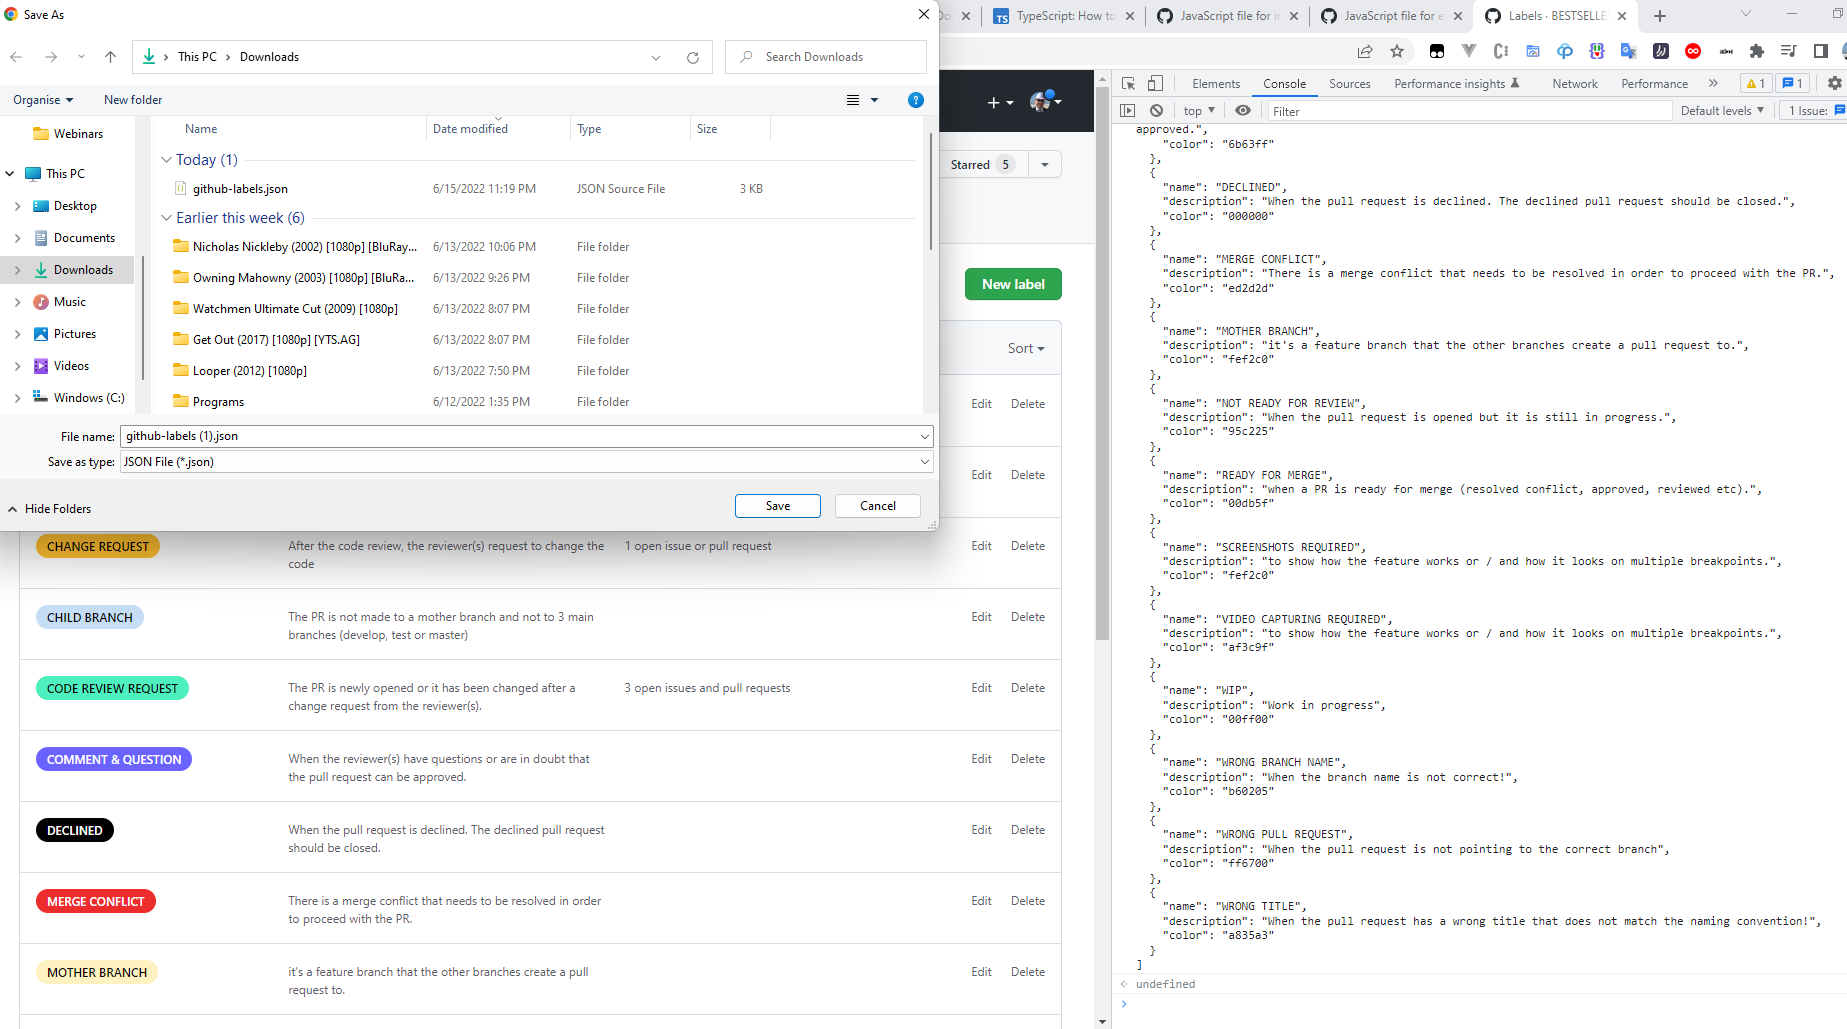 Save As
This PC
Downloads
Search Downloads
Organise
New folder
?
Webinars
This PC
Desktop
Documents
Downloads
Music
Pictures
Videos
Windows (C:)
Name Date modified Type Size
Today (1)
github-labels.json 6/15/2022 11:19 PM JSON Source File 3 KB
Earlier this week (6)
Nicholas Nickleby (2002) [1080p] [BluRay... 6/13/2022 10:06 PM File folder
Owning Mahowny (2003) [1080p] [BluRa... 6/13/2022 9:26 PM File folder
Watchmen Ultimate Cut (2009) [1080p] 6/13/2022 8:07 PM File folder
Get Out (2017) [1080p] [YTS.AG] 6/13/2022 8:07 PM File folder
Looper (2012) [1080p] 6/13/2022 7:50 PM File folder
Programs 6/12/2022 1:35 PM File folder
File name: github-labels (1).json
Save as type: JSON File (*.json)
Hide Folders
Save
Cancel
TS TypeScript: How to
JavaScript file for i
JavaScript file for e
Labels · BESTSELLE
Starred 5
New label
Sort
Edit Delete
Edit Delete
CHANGE REQUEST
After the code review, the reviewer(s) request to change the
code
1 open issue or pull request
Edit Delete
CHILD BRANCH
The PR is not made to a mother branch and not to 3 main
branches (develop, test or master)
Edit Delete
CODE REVIEW REQUEST
The PR is newly opened or it has been changed after a
change request from the reviewer(s).
3 open issues and pull requests
Edit Delete
COMMENT & QUESTION
When the reviewer(s) have questions or are in doubt that
the pull request can be approved.
Edit Delete
DECLINED
When the pull request is declined. The declined pull request
should be closed.
Edit Delete
MERGE CONFLICT
There is a merge conflict that needs to be resolved in order
to proceed with the PR.
Edit Delete
MOTHER BRANCH
it's a feature branch that the other branches create a pull
request to.
Edit Delete
Elements Console Sources Performance insights Network Performance » 1 1
top Filter Default levels 1 Issue:
approved.",
"color": "6b63ff"
},
{
"name": "DECLINED",
"description": "When the pull request is declined. The declined pull request should be closed.",
"color": "000000"
},
{
"name": "MERGE CONFLICT",
"description": "There is a merge conflict that needs to be resolved in order to proceed with the PR.",
"color": "ed2d2d"
},
{
"name": "MOTHER BRANCH",
"description": "it's a feature branch that the other branches create a pull request to.",
"color": "fef2c0"
},
{
"name": "NOT READY FOR REVIEW",
"description": "When the pull request is opened but it is still in progress.",
"color": "95c225"
},
{
"name": "READY FOR MERGE",
"description": "when a PR is ready for merge (resolved conflict, approved, reviewed etc).",
"color": "00db5f"
},
{
"name": "SCREENSHOTS REQUIRED",
"description": "to show how the feature works or / and how it looks on multiple breakpoints.",
"color": "fef2c0"
},
{
"name": "VIDEO CAPTURING REQUIRED",
"description": "to show how the feature works or / and how it looks on multiple breakpoints.",
"color": "af3c9f"
},
{
"name": "WIP",
"description": "Work in progress",
"color": "00ff00"
},
{
"name": "WRONG BRANCH NAME",
"description": "When the branch name is not correct!",
"color": "b60205"
},
{
"name": "WRONG PULL REQUEST",
"description": "When the pull request is not pointing to the correct branch",
"color": "ff6700"
},
{
"name": "WRONG TITLE",
"description": "When the pull request has a wrong title that does not match the naming convention!",
"color": "a835a3"
}
]
undefined